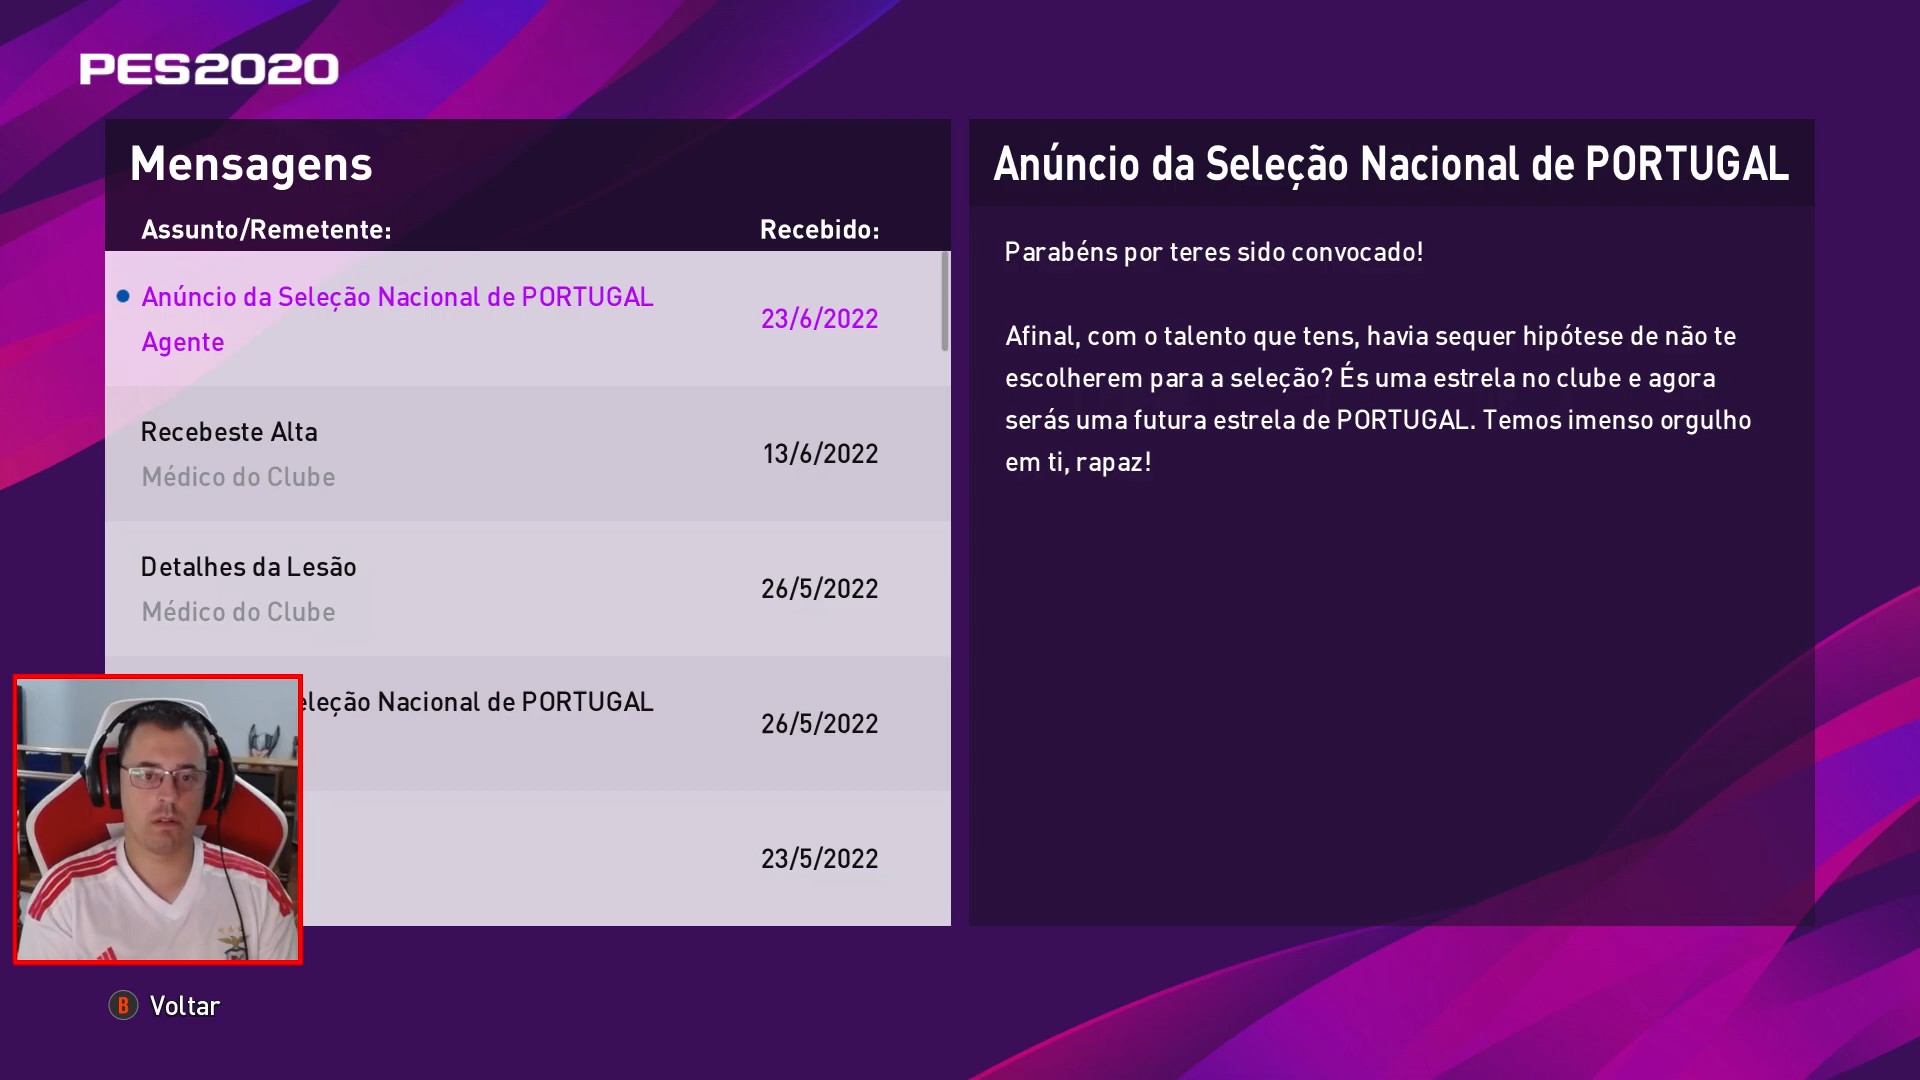 PES2020
Mensagens
Assunto/Remetente:
Recebido:
Anúncio da Seleção Nacional de PORTUGAL
Agente
23/6/2022
Recebeste Alta
Médico do Clube
13/6/2022
Detalhes da Lesão
Médico do Clube
26/5/2022
Nacional de PORTUGAL
26/5/2022
23/5/2022
Anúncio da Seleção Nacional de PORTUGAL
Parabéns por teres sido convocado!
Afinal, com o talento que tens, havia sequer hipótese de não te
escolherem para a seleção? És uma estrela no clube e agora
serás uma futura estrela de PORTUGAL. Temos imenso orgulho
em ti, rapaz!
B Voltar